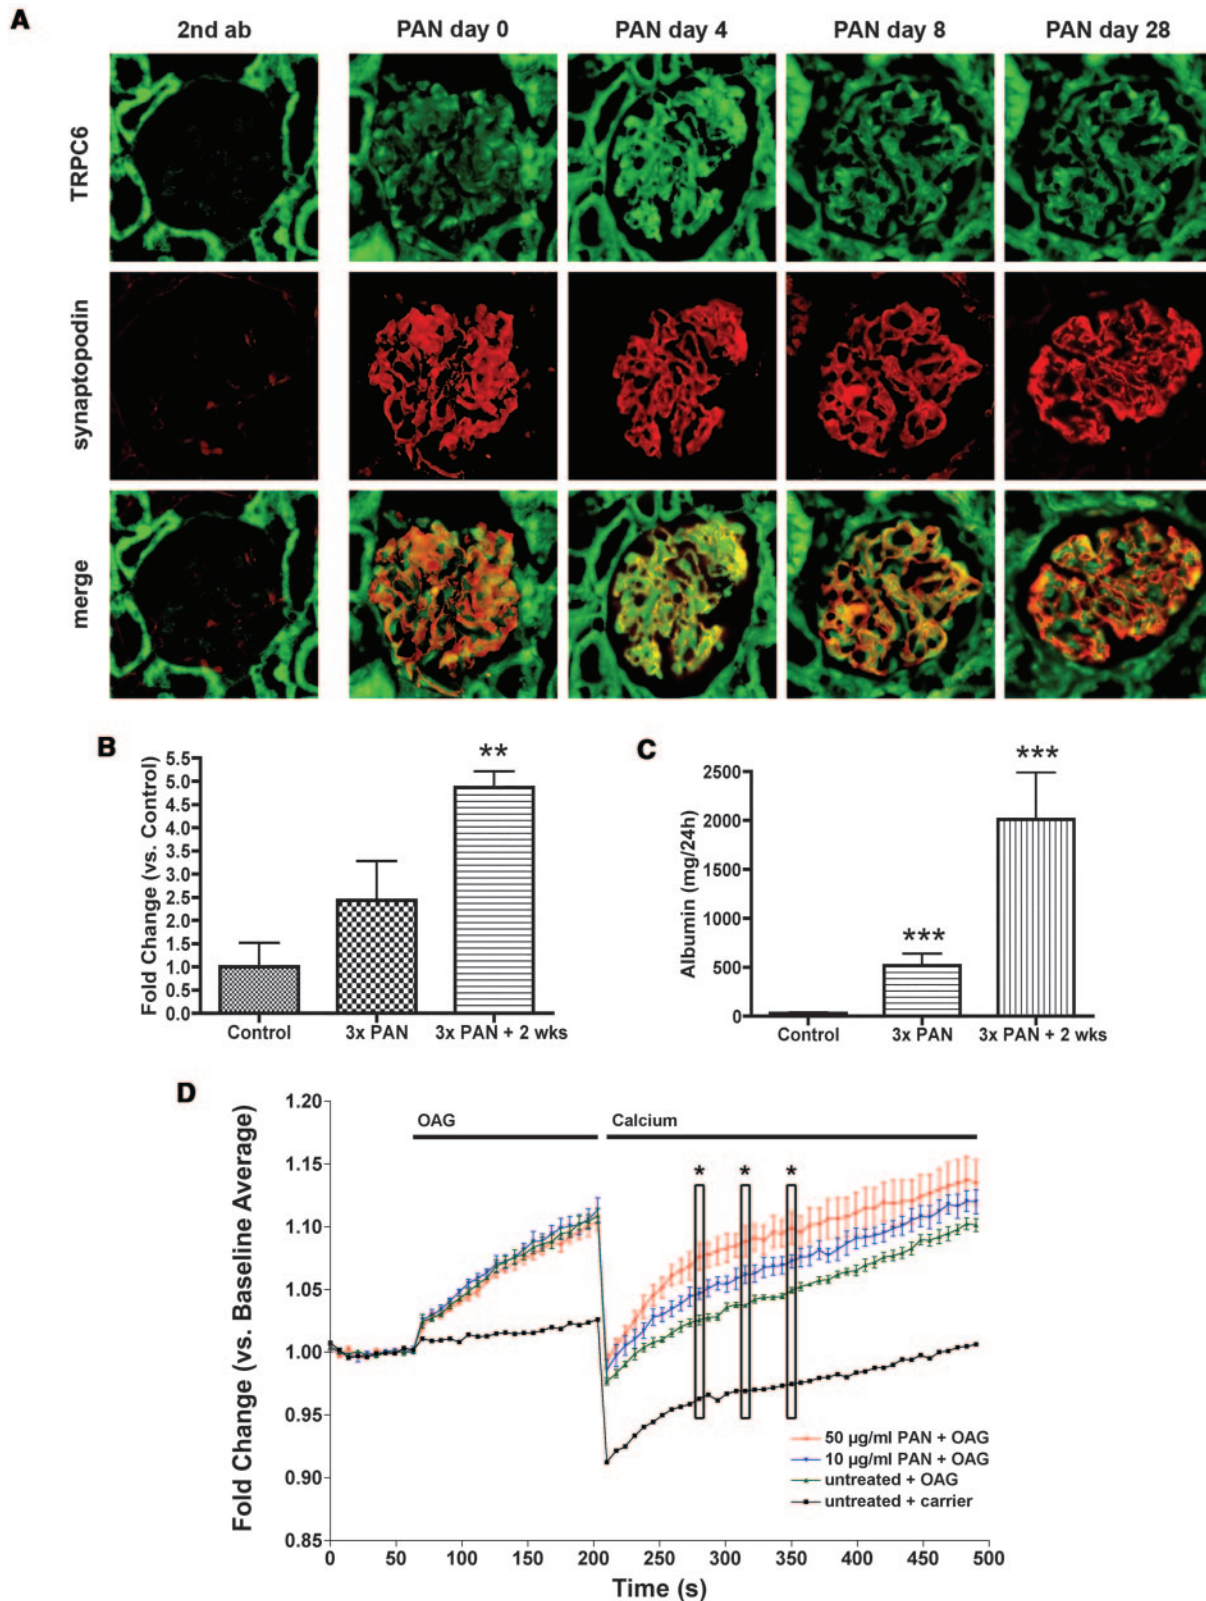 A
2nd ab PAN day 0 PAN day 4 PAN day 8 PAN day 28
TRPC6
synaptopodin
merge
B
Fold Change (vs. Control)
5.5
5.0
4.5
4.0
3.5
3.0
2.5
2.0
1.5
1.0
0.5
0.0
**
Control 3x PAN 3x PAN + 2 wks
C
Albumin (mg/24h)
2500
2000
1500
1000
500
0
***
***
Control 3x PAN 3x PAN + 2 wks
D
Fold Change (vs. Baseline Average)
1.20
1.15
1.10
1.05
1.00
0.95
0.90
0.85
OAG
Calcium
* * *
50 µg/ml PAN + OAG
10 µg/ml PAN + OAG
untreated + OAG
untreated + carrier
0 50 100 150 200 250 300 350 400 450 500
Time (s)